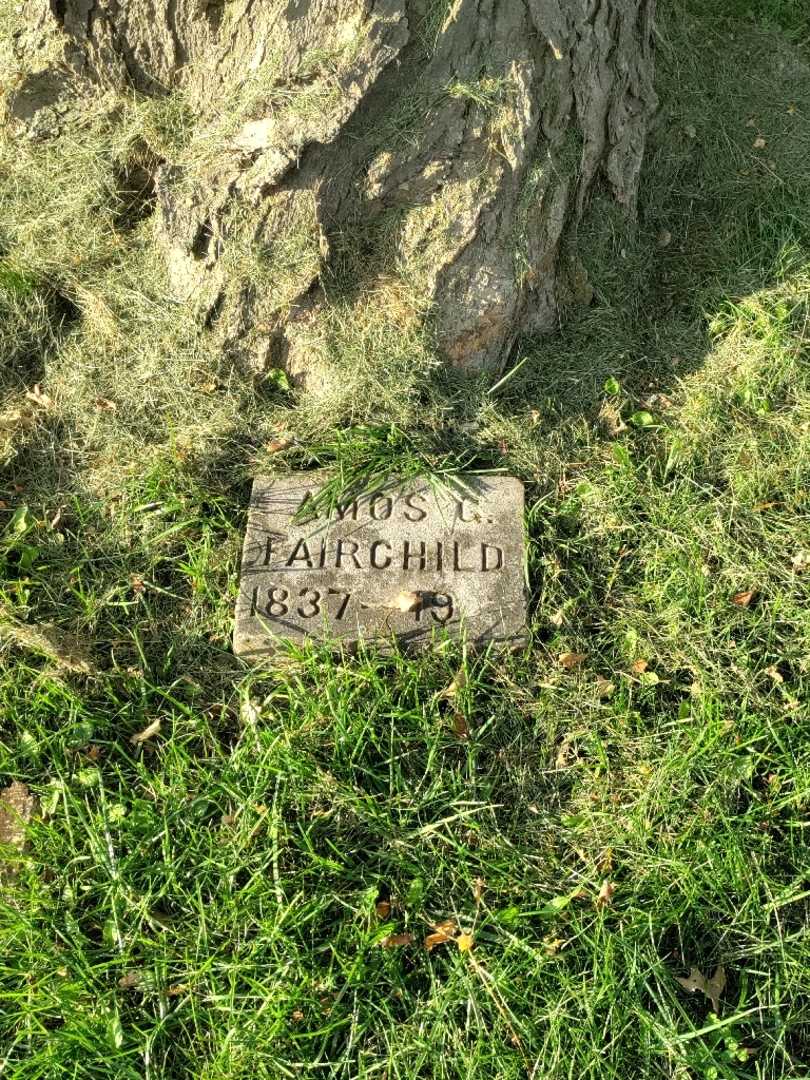 AMOS G.
FAIRCHILD
1837- 19